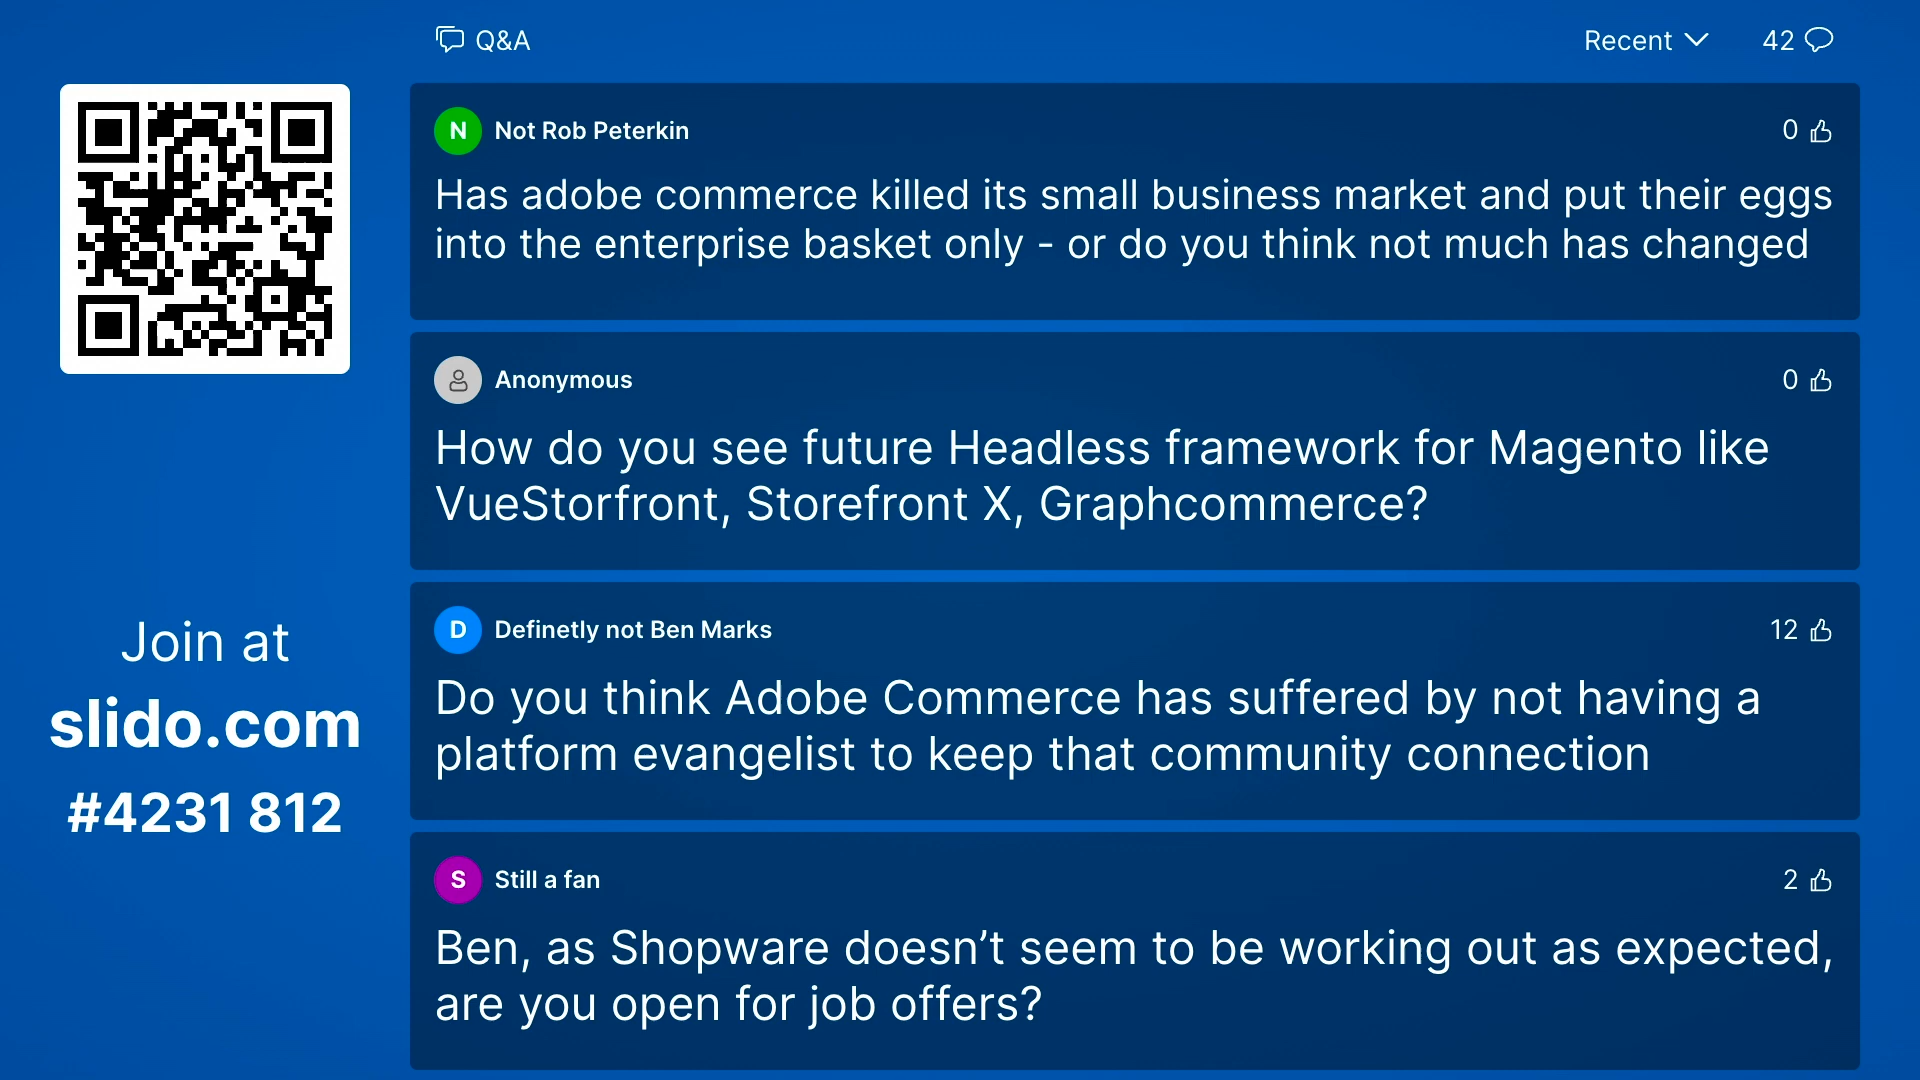 Q&A
Recent
42
N
Not Rob Peterkin
0
Has adobe commerce killed its small business market and put their eggs
into the enterprise basket only - or do you think not much has changed
Anonymous
0
How do you see future Headless framework for Magento like
VueStorfront, Storefront X, Graphcommerce?
Join at
slido.com
#4231 812
D
Definetly not Ben Marks
12
Do you think Adobe Commerce has suffered by not having a
platform evangelist to keep that community connection
S
Still a fan
2
Ben, as Shopware doesn’t seem to be working out as expected,
are you open for job offers?